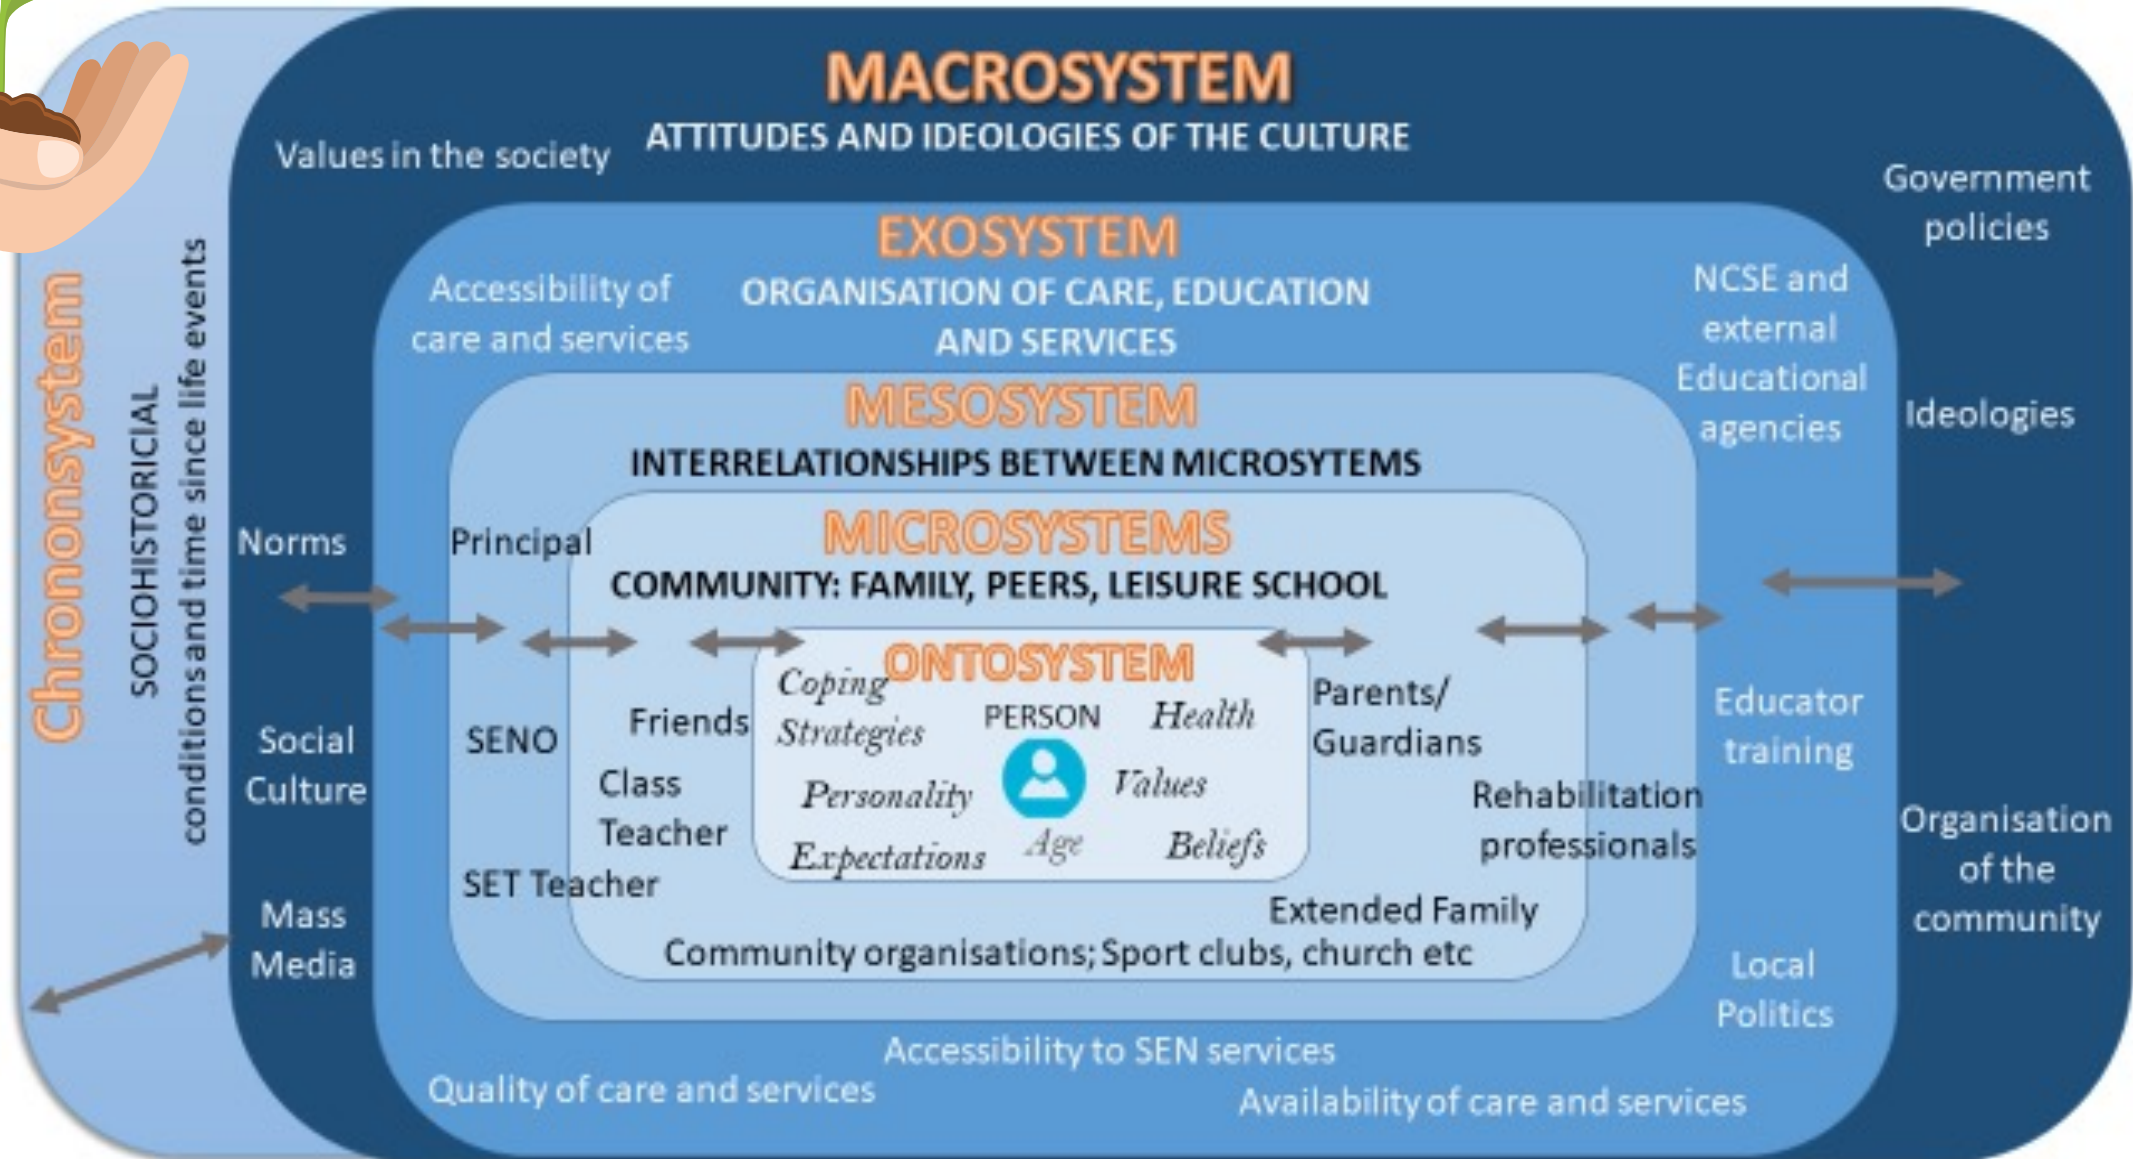 MACROSYSTEM
ATTITUDES AND IDEOLOGIES OF THE CULTURE
Values in the society
Government
policies
EXOSYSTEM
ORGANISATION OF CARE, EDUCATION
AND SERVICES
Accessibility of
care and services
NCSE and
external
Educational
agencies
Ideologies
MESOSYSTEM
INTERRELATIONSHIPS BETWEEN MICROSYTEMS
Chrononsystem
SOCIOHISTORICIAL
conditions and time since life events
Norms
Principal
MICROSYSTEMS
COMMUNITY: FAMILY, PEERS, LEISURE SCHOOL
ONTOSYSTEM
Coping
Strategies
PERSON
Health
Personality
Values
Expectations
Age
Beliefs
Friends
Class
Teacher
Parents/
Guardians
SENO
SET Teacher
Rehabilitation
professionals
Extended Family
Community organisations; Sport clubs, church etc
Social
Culture
Mass
Media
Educator
training
Local
Politics
Organisation
of the
community
Accessibility to SEN services
Quality of care and services
Availability of care and services